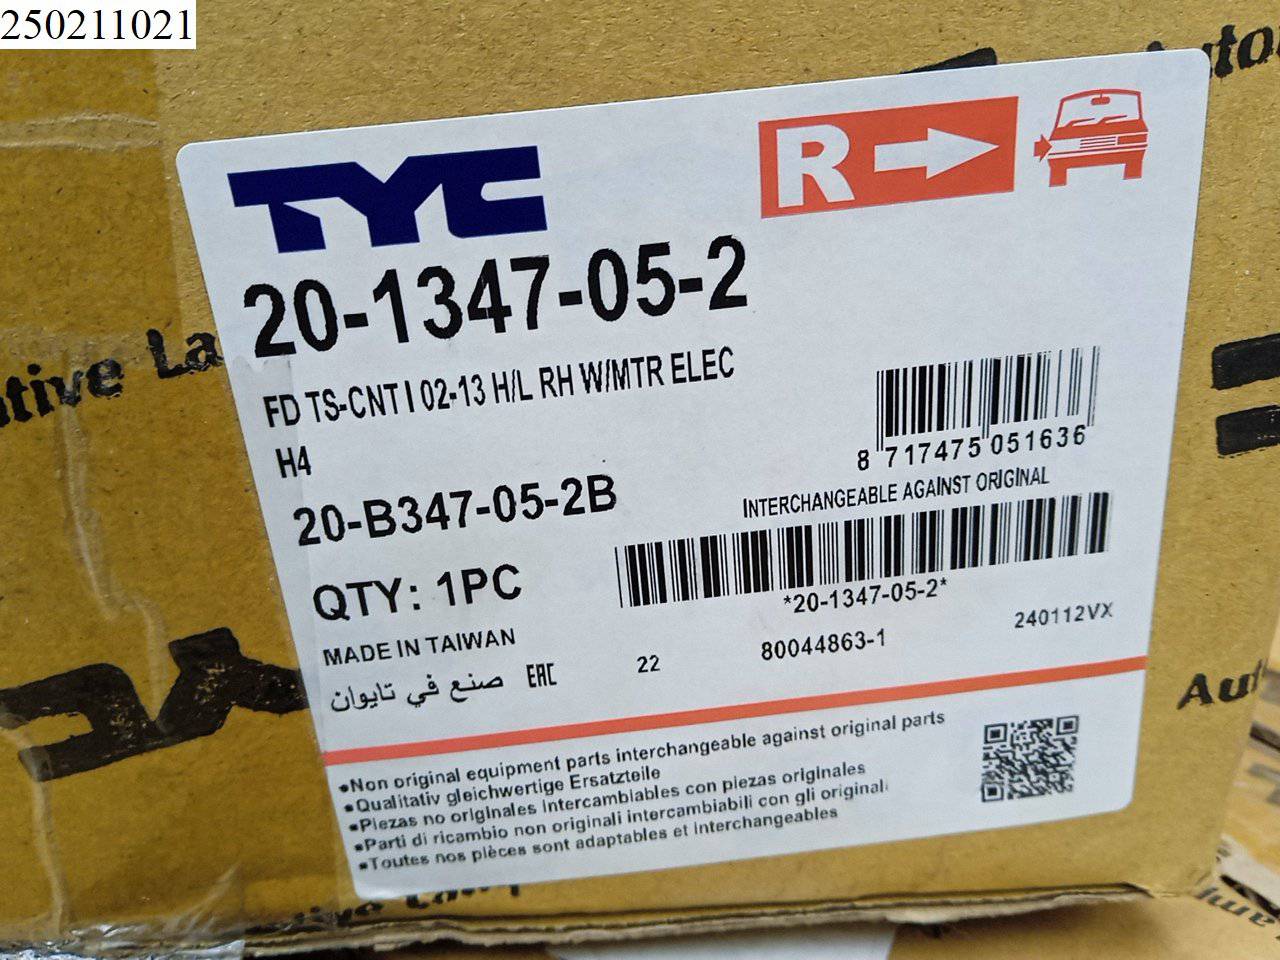 250211021
Auto
TYC
R
20-1347-05-2
FD TS-CNT I 02-13 H/L RH W/MTR ELEC
H4
8 717475 051636
20-B347-05-2B
INTERCHANGEABLE AGAINST ORIGINAL
QTY: 1PC
*20-1347-05-2*
MADE IN TAIWAN
22
80044863-1
240112VX
صنع في تايوان
EAC
•Non original equipment parts interchangeable against original parts
•Qualitativ gleichwertige Ersatzteile
•Piezas no originales intercambiables con piezas originales
•Parti di ricambio non originali intercambiabili con gli originali
•Toutes nos pièces sont adaptables et interchangeables
ative La
Aut